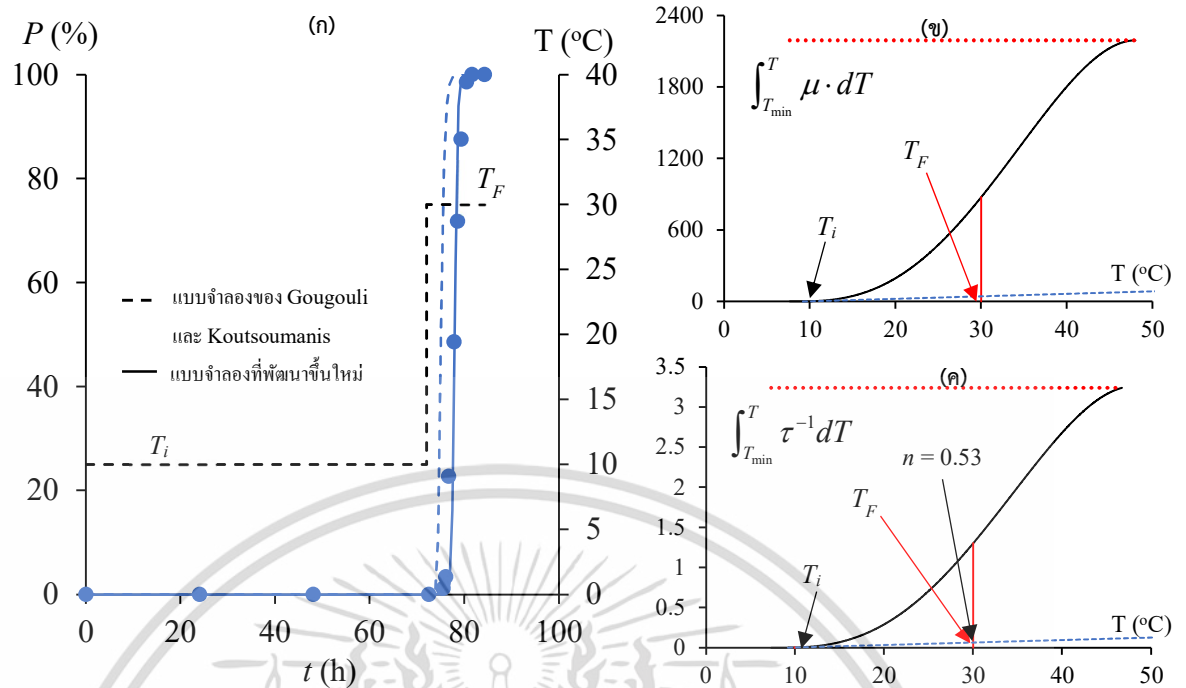 (ก)
P (%)
T (°C)
100
80
60
40
20
0
40
35
30
25
20
15
10
5
0
0
20
40
60
80
100
t (h)
T_F
T_i
แบบจำลองของ Gougouli
และ Koutsoumanis
แบบจำลองที่พัฒนาขึ้นใหม่
(ข)
2400
1800
1200
600
0
∫_{T_min}^{T} μ · dT
T_F
T_i
T (°C)
0
10
20
30
40
50
(ค)
3.5
3
2.5
2
1.5
1
0.5
0
∫_{T_min}^{T} τ^{-1} dT
n = 0.53
T_F
T_i
T (°C)
0
10
20
30
40
50